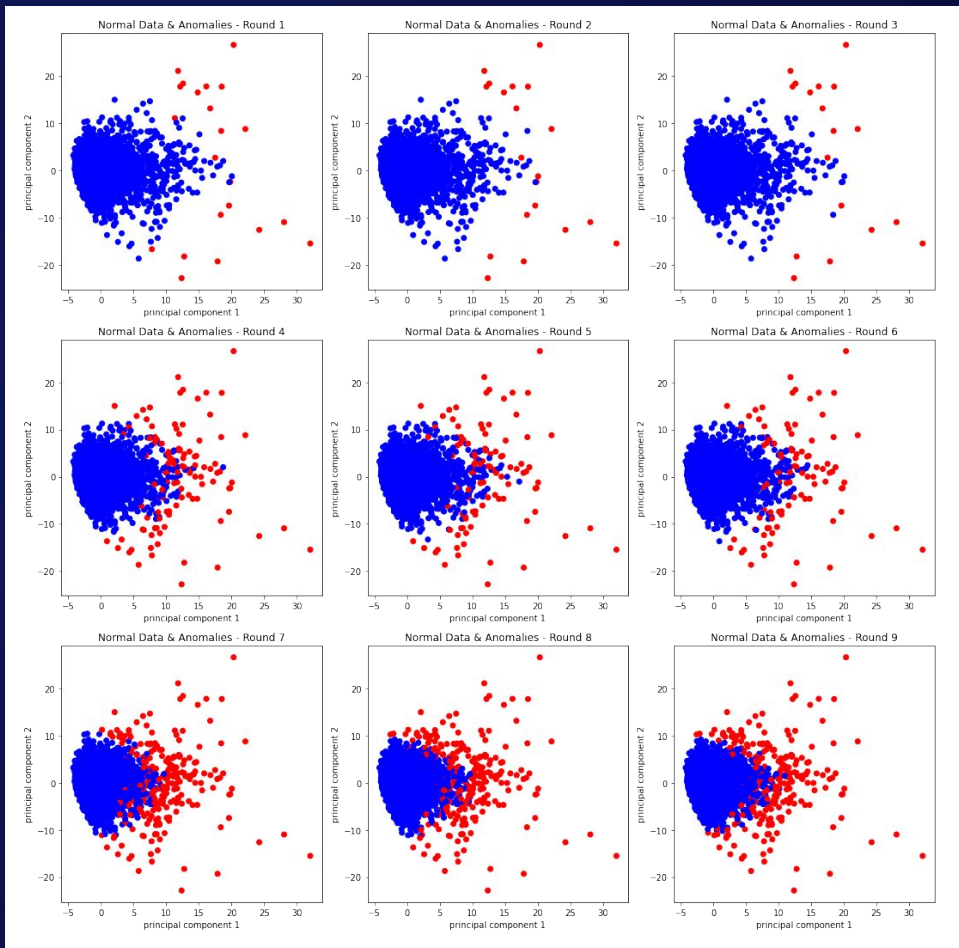 Normal Data & Anomalies - Round 1
principal component 2
20
10
0
−10
−20
−5 0 5 10 15 20 25 30
principal component 1
Normal Data & Anomalies - Round 2
principal component 2
20
10
0
−10
−20
−5 0 5 10 15 20 25 30
principal component 1
Normal Data & Anomalies - Round 3
principal component 2
20
10
0
−10
−20
−5 0 5 10 15 20 25 30
principal component 1
Normal Data & Anomalies - Round 4
principal component 2
20
10
0
−10
−20
−5 0 5 10 15 20 25 30
principal component 1
Normal Data & Anomalies - Round 5
principal component 2
20
10
0
−10
−20
−5 0 5 10 15 20 25 30
principal component 1
Normal Data & Anomalies - Round 6
principal component 2
20
10
0
−10
−20
−5 0 5 10 15 20 25 30
principal component 1
Normal Data & Anomalies - Round 7
principal component 2
20
10
0
−10
−20
−5 0 5 10 15 20 25 30
principal component 1
Normal Data & Anomalies - Round 8
principal component 2
20
10
0
−10
−20
−5 0 5 10 15 20 25 30
principal component 1
Normal Data & Anomalies - Round 9
principal component 2
20
10
0
−10
−20
−5 0 5 10 15 20 25 30
principal component 1